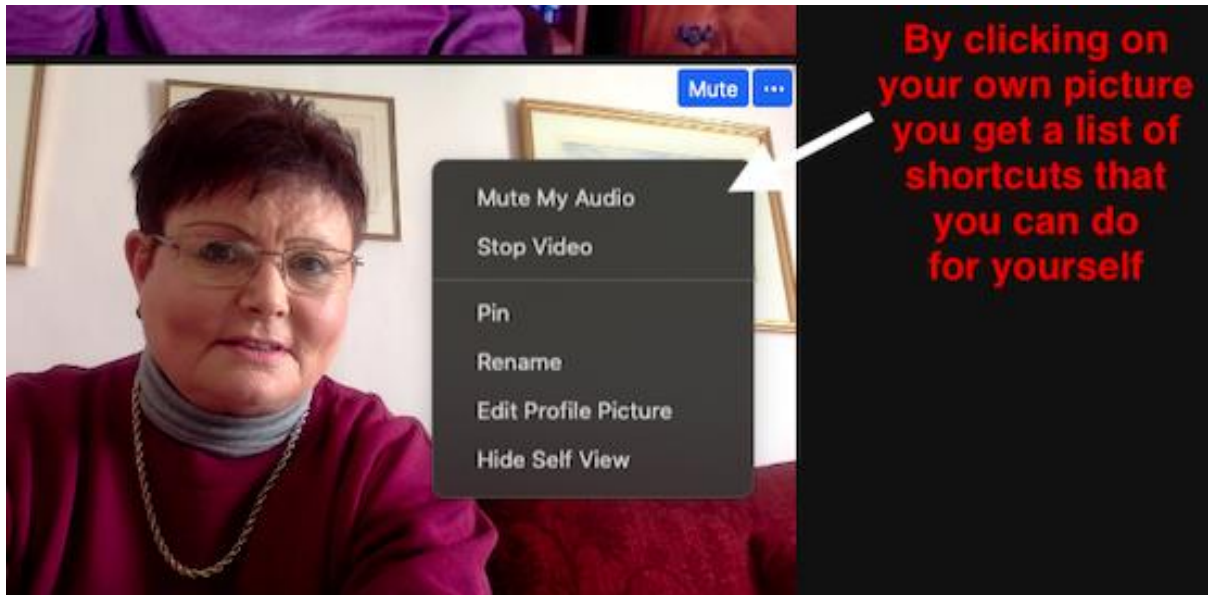 Mute ...
By clicking on
your own picture
you get a list of
shortcuts that
you can do
for yourself
Mute My Audio
Stop Video
Pin
Rename
Edit Profile Picture
Hide Self View